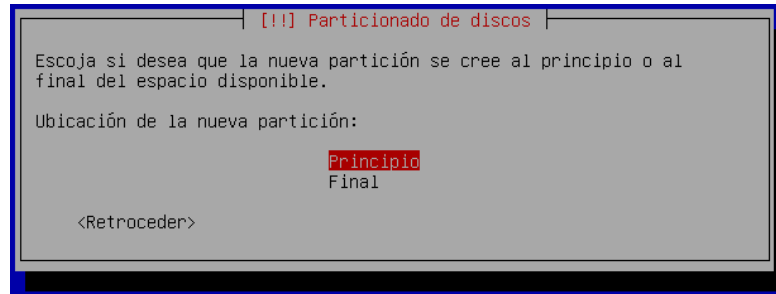 [!!] Particionado de discos
Escoja si desea que la nueva partición se cree al principio o al
final del espacio disponible.
Ubicación de la nueva partición:
Principio
Final
<Retroceder>